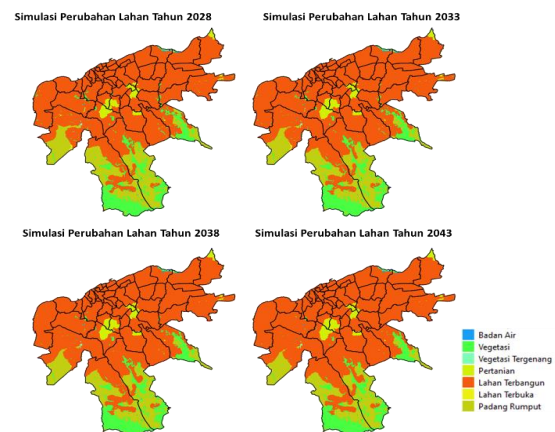 Simulasi Perubahan Lahan Tahun 2028
Simulasi Perubahan Lahan Tahun 2033
Simulasi Perubahan Lahan Tahun 2038
Simulasi Perubahan Lahan Tahun 2043
Badan Air
Vegetasi
Vegetasi Tergenang
Pertanian
Lahan Terbangun
Lahan Terbuka
Padang Rumput